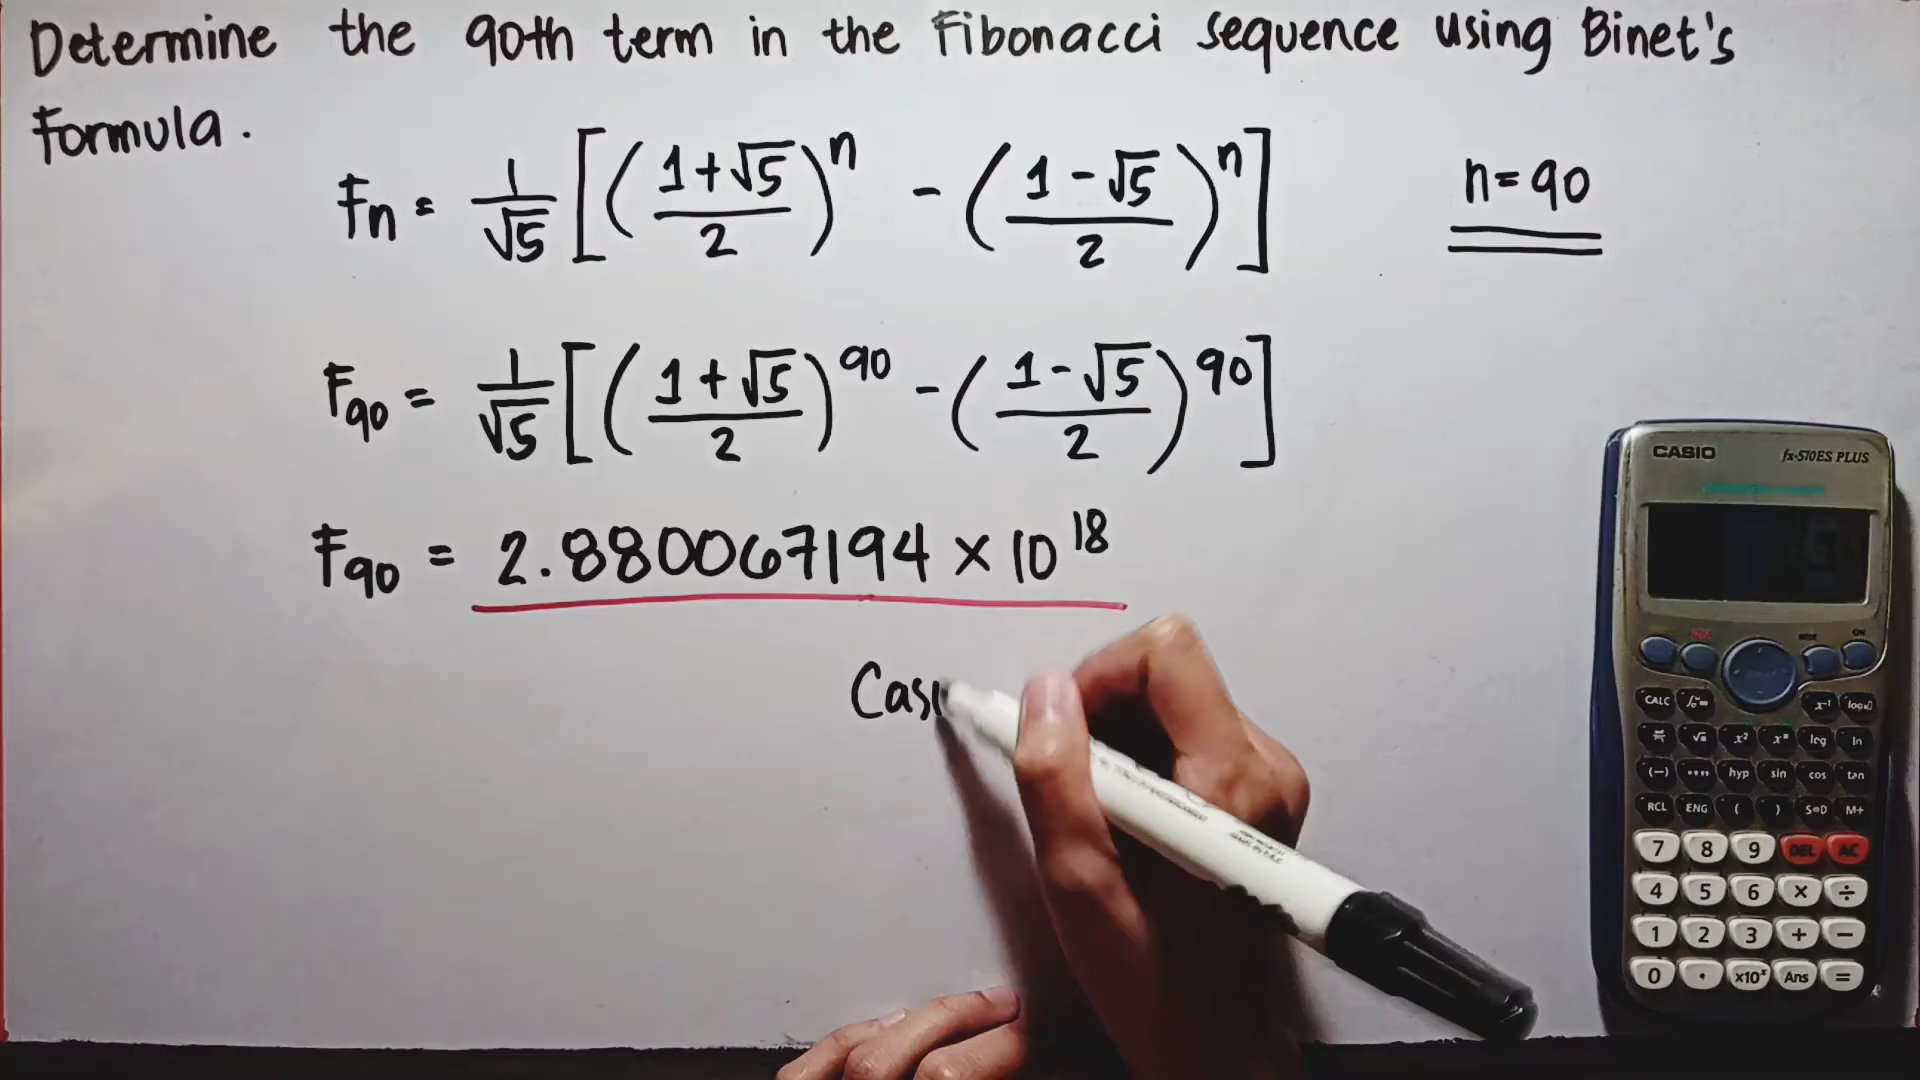 Determine the 90th term in the Fibonacci sequence using Binet's
Formula.
Fn = 1/√5 [((1+√5)/2)^n - ((1-√5)/2)^n]
n=90
F90 = 1/√5 [((1+√5)/2)^90 - ((1-√5)/2)^90]
F90 = 2.880067194 × 10^18
Casi
CASIO fx-570ES PLUS
ON
CALC x⁻¹
√ x² log ln
(−) hyp sin cos tan
RCL ENG ( ) S⇔D M+
7 8 9 DEL AC
4 5 6 × ÷
1 2 3 + −
0 . ×10ˣ Ans =